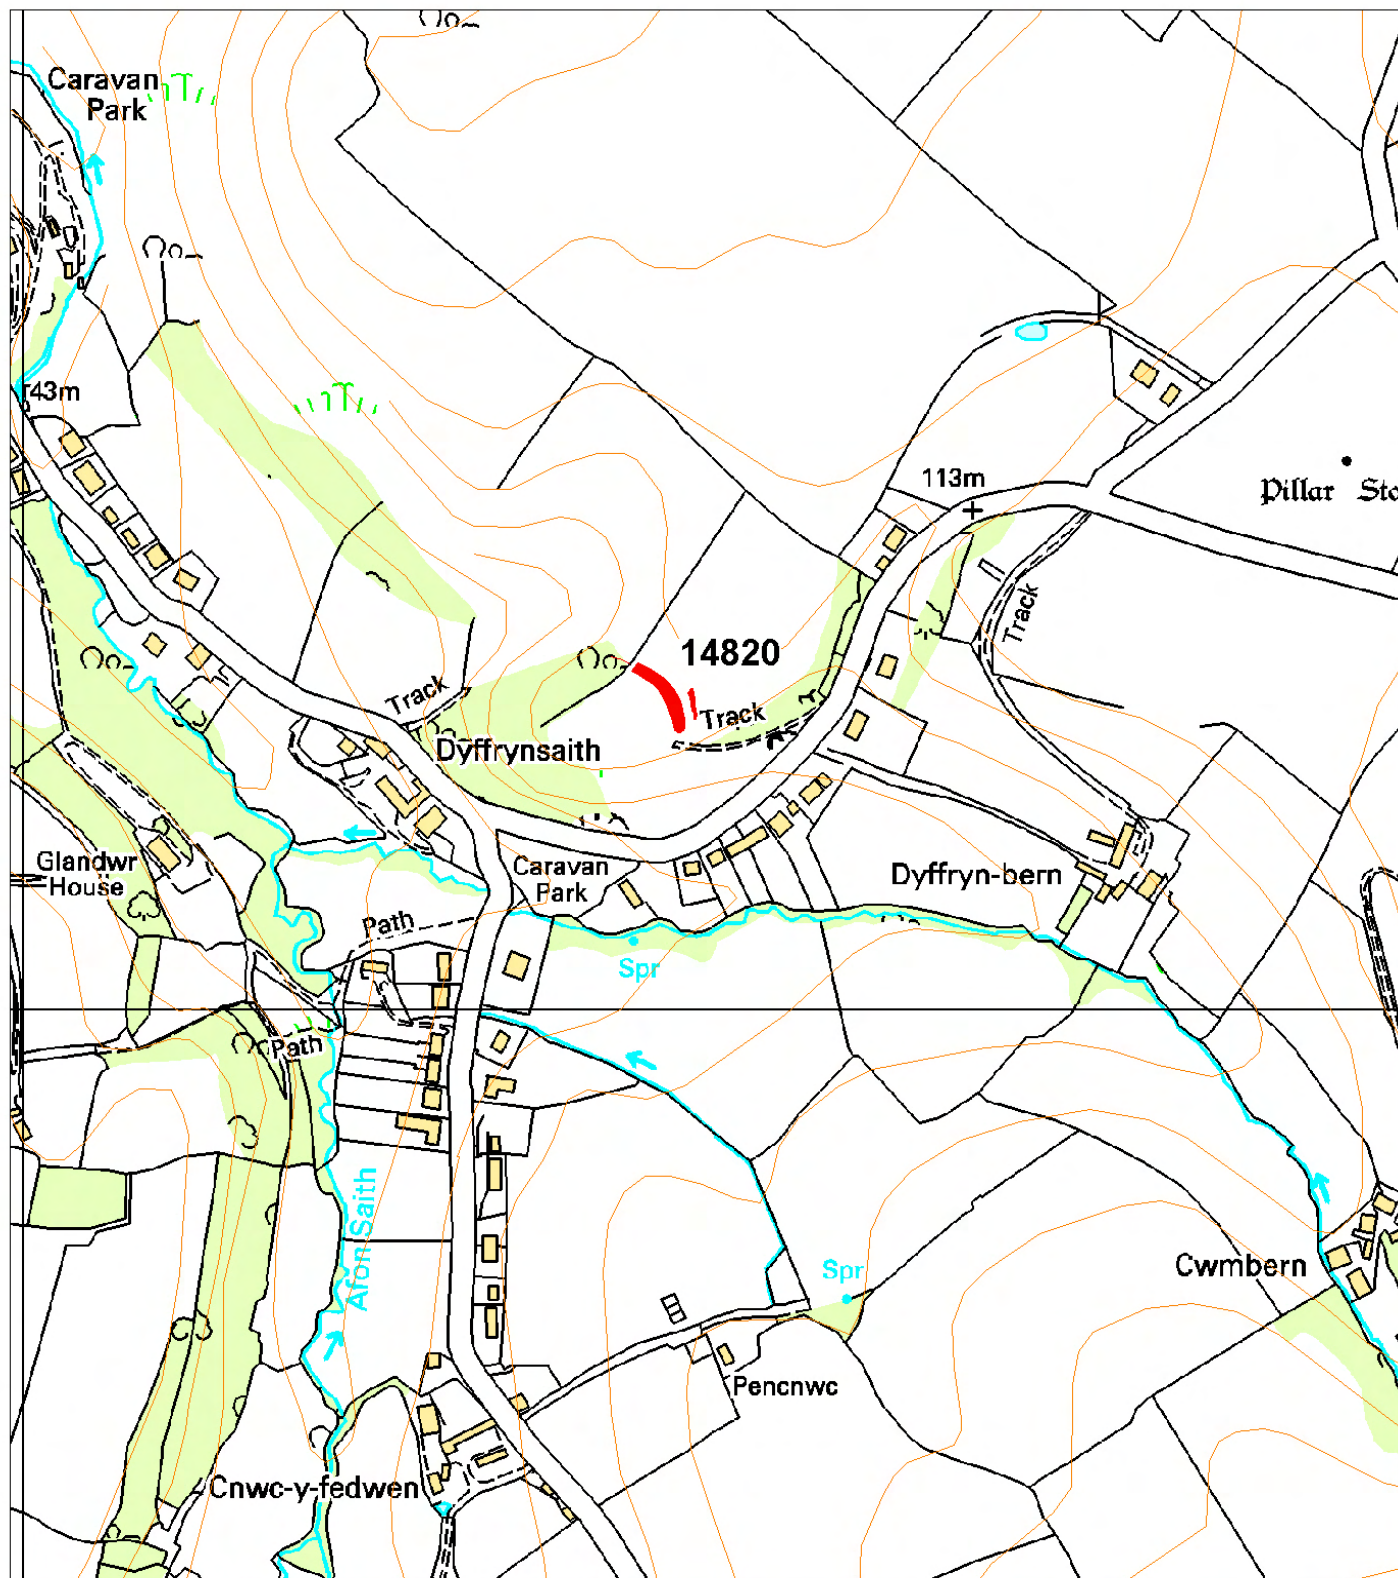 Caravan
Park
43m
113m
Pillar Sto
Track
14820
Track
Track
Dyffrynsaith
Glandwr
House
Caravan
Park
Dyffryn-bern
Path
Spr
Path
Afon Saith
Spr
Cwmbern
Pencnwc
Cnwc-y-fedwen